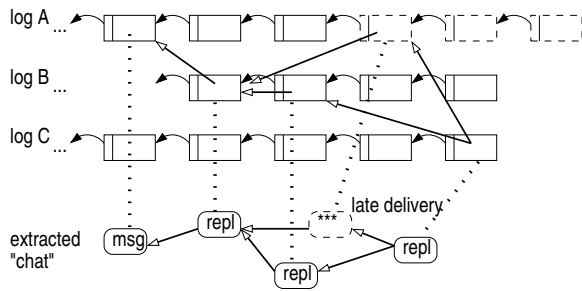 log A ...
log B ...
log C ...
*** late delivery
repl
extracted "chat"
msg
repl
repl